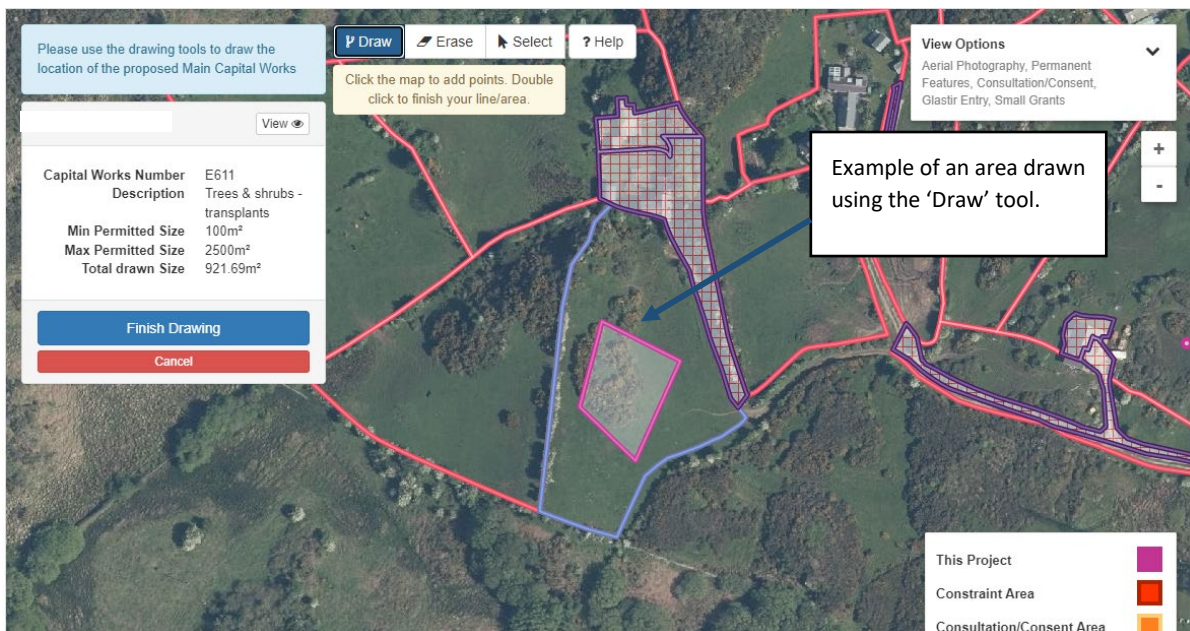 Please use the drawing tools to draw the
location of the proposed Main Capital Works
Draw
Erase
Select
? Help
Click the map to add points. Double
click to finish your line/area.
View Options
Aerial Photography, Permanent
Features, Consultation/Consent,
Glastir Entry, Small Grants
View
Capital Works Number E611
Description Trees & shrubs -
transplants
Min Permitted Size 100m²
Max Permitted Size 2500m²
Total drawn Size 921.69m²
Finish Drawing
Cancel
+
-
Example of an area drawn
using the ‘Draw’ tool.
This Project
Constraint Area
Consultation/Consent Area